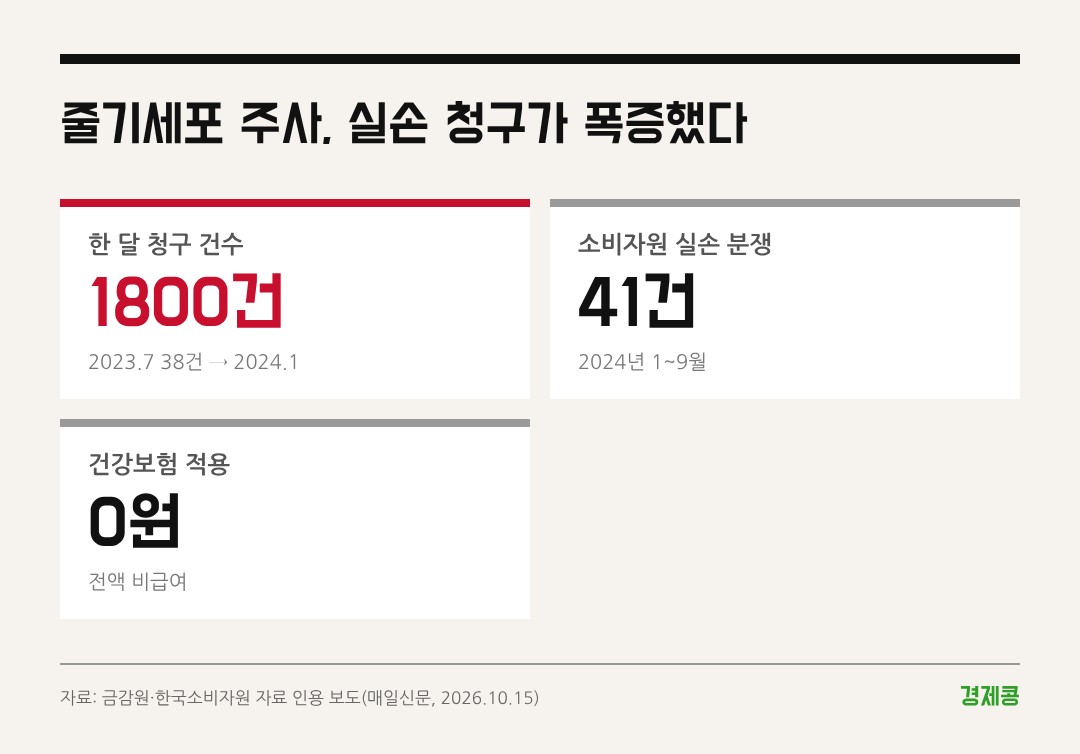 줄기세포 주사, 실손 청구가 폭증했다
한 달 청구 건수
1800건
2023.7 38건 → 2024.1
소비자원 실손 분쟁
41건
2024년 1~9월
건강보험 적용
0원
전액 비급여
자료: 금감원·한국소비자원 자료 인용 보도(매일신문, 2026.10.15)
경제콩